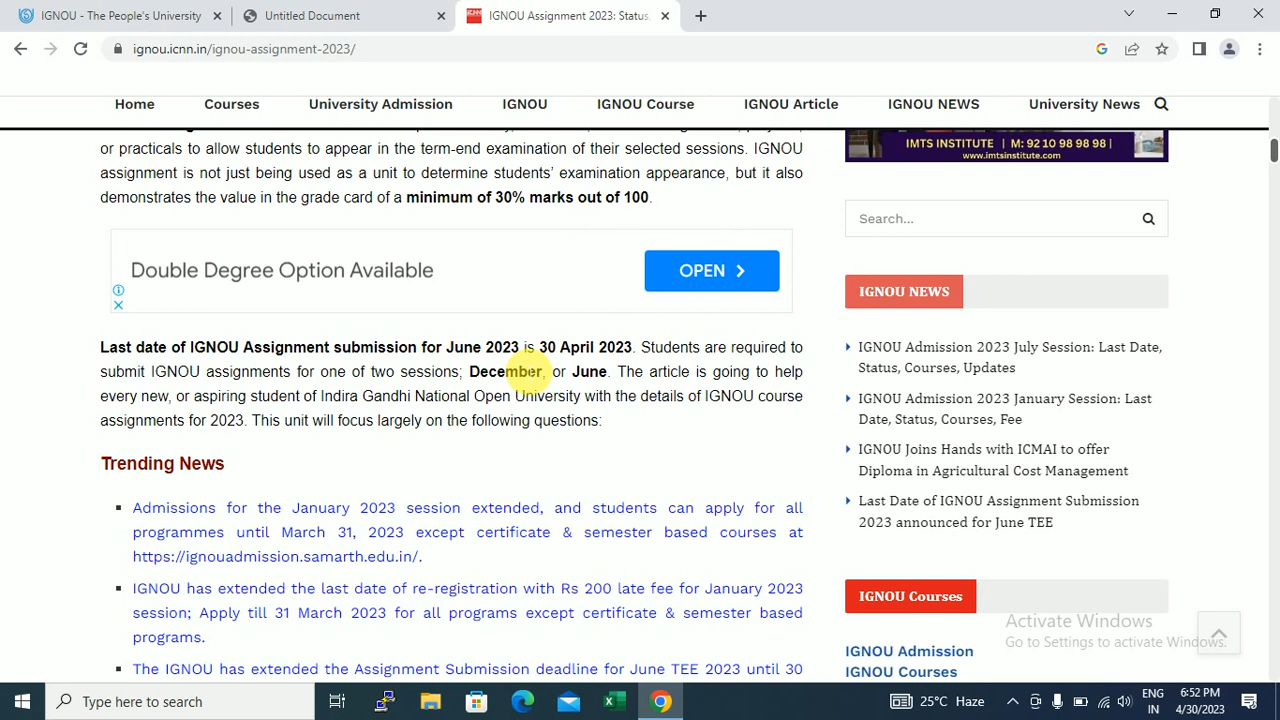 IGNOU - The People's University
Untitled Document
IGNOU Assignment 2023: Status,
ignou.icnn.in/ignou-assignment-2023/
Home Courses University Admission IGNOU IGNOU Course IGNOU Article IGNOU NEWS University News
or practicals to allow students to appear in the term-end examination of their selected sessions. IGNOU
assignment is not just being used as a unit to determine students' examination appearance, but it also
demonstrates the value in the grade card of a minimum of 30% marks out of 100.
Double Degree Option Available
OPEN
Last date of IGNOU Assignment submission for June 2023 is 30 April 2023. Students are required to
submit IGNOU assignments for one of two sessions; December, or June. The article is going to help
every new, or aspiring student of Indira Gandhi National Open University with the details of IGNOU course
assignments for 2023. This unit will focus largely on the following questions:
Trending News
Admissions for the January 2023 session extended, and students can apply for all
programmes until March 31, 2023 except certificate & semester based courses at
https://ignouadmission.samarth.edu.in/.
IGNOU has extended the last date of re-registration with Rs 200 late fee for January 2023
session; Apply till 31 March 2023 for all programs except certificate & semester based
programs.
The IGNOU has extended the Assignment Submission deadline for June TEE 2023 until 30
IMTS INSTITUTE | M: 92 10 98 98 98 |
www.imtsinstitute.com
Search...
IGNOU NEWS
IGNOU Admission 2023 July Session: Last Date,
Status, Courses, Updates
IGNOU Admission 2023 January Session: Last
Date, Status, Courses, Fee
IGNOU Joins Hands with ICMAI to offer
Diploma in Agricultural Cost Management
Last Date of IGNOU Assignment Submission
2023 announced for June TEE
IGNOU Courses
IGNOU Admission
IGNOU Courses
Activate Windows
Go to Settings to activate Windows.
Type here to search
25°C Haze
ENG
IN
6:52 PM
4/30/2023